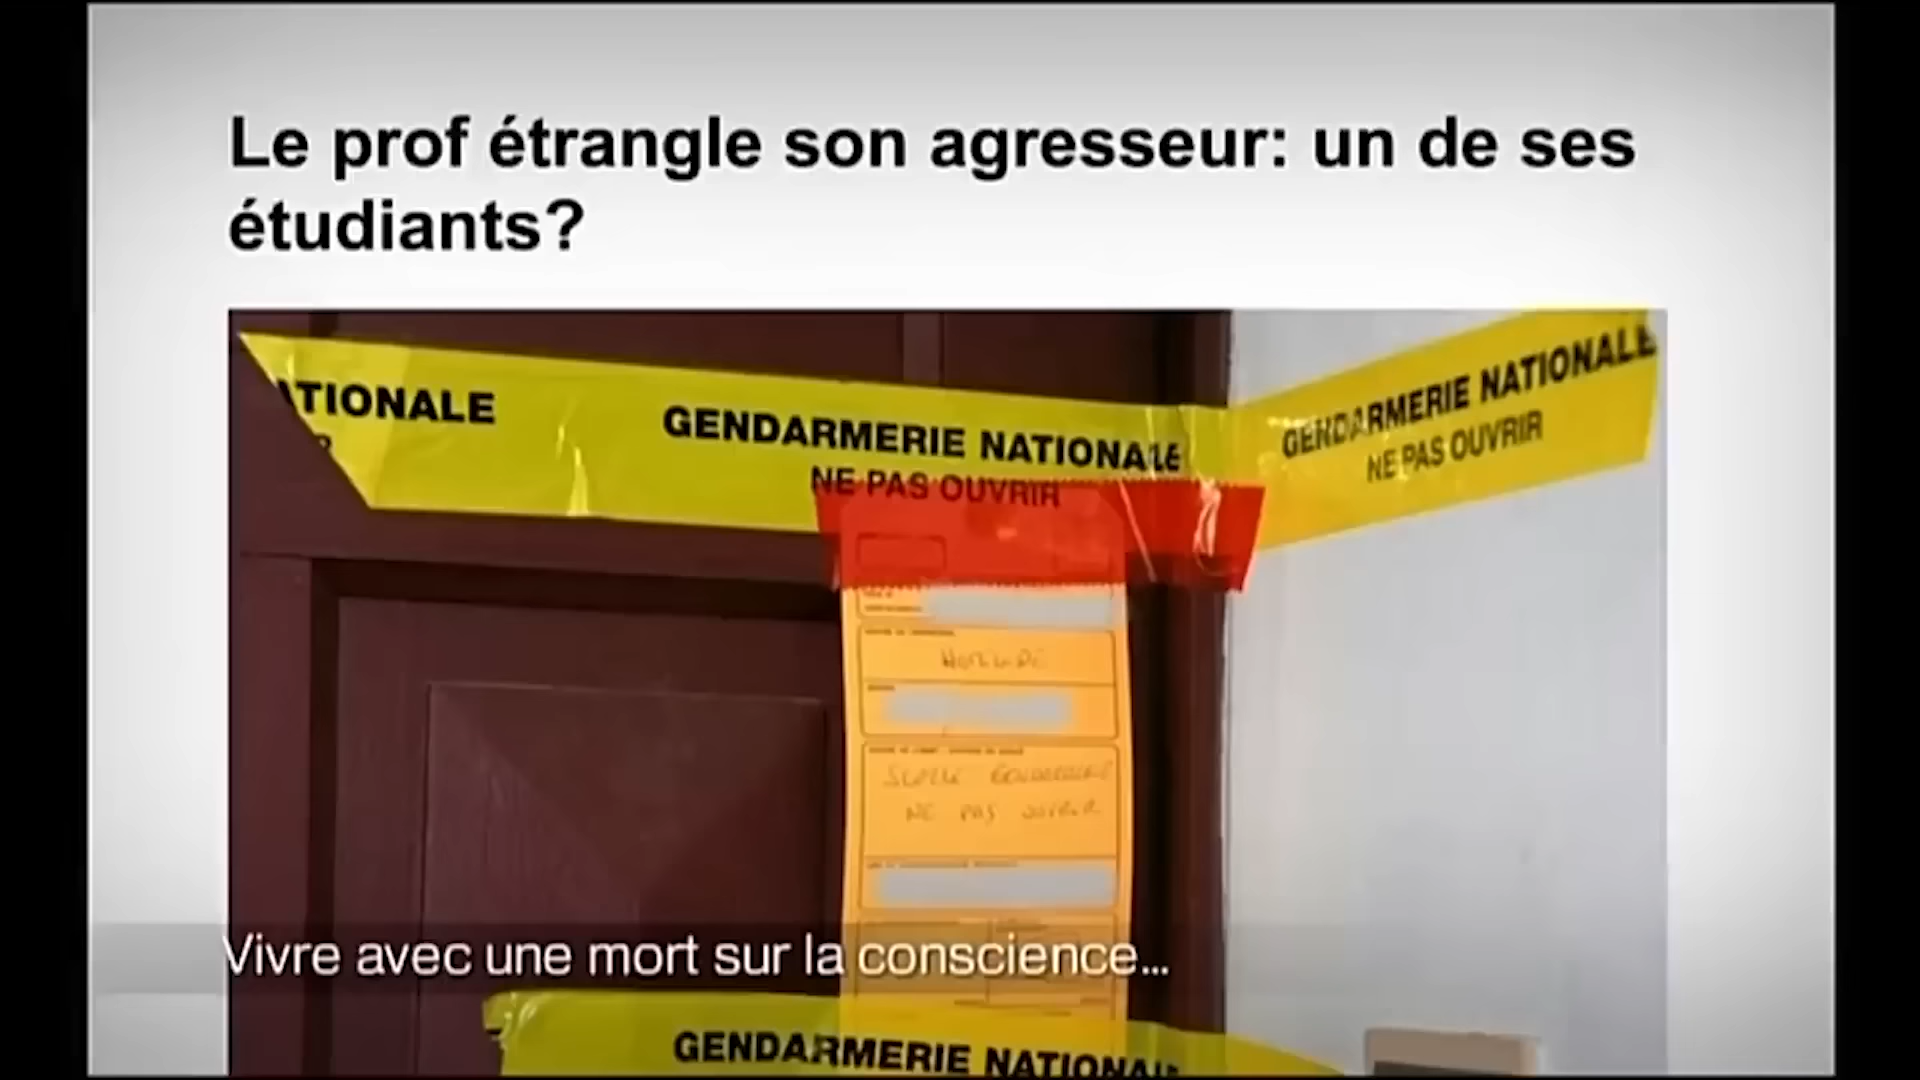 Le prof étrangle son agresseur: un de ses
étudiants?
ATIONALE
GENDARMERIE NATIONALE
NE PAS OUVRIR
GENDARMERIE NATIONALE
NE PAS OUVRIR
HOMICIDE
SCELLE GENDARMERIE
NE PAS OUVRIR
Vivre avec une mort sur la conscience...
GENDARMERIE NATIONALE